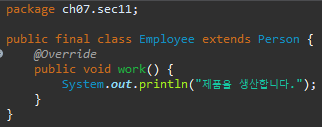 package ch07.sec11;
public final class Employee extends Person {
@Override
public void work() {
System.out.println("제품을 생산합니다.");
}
}